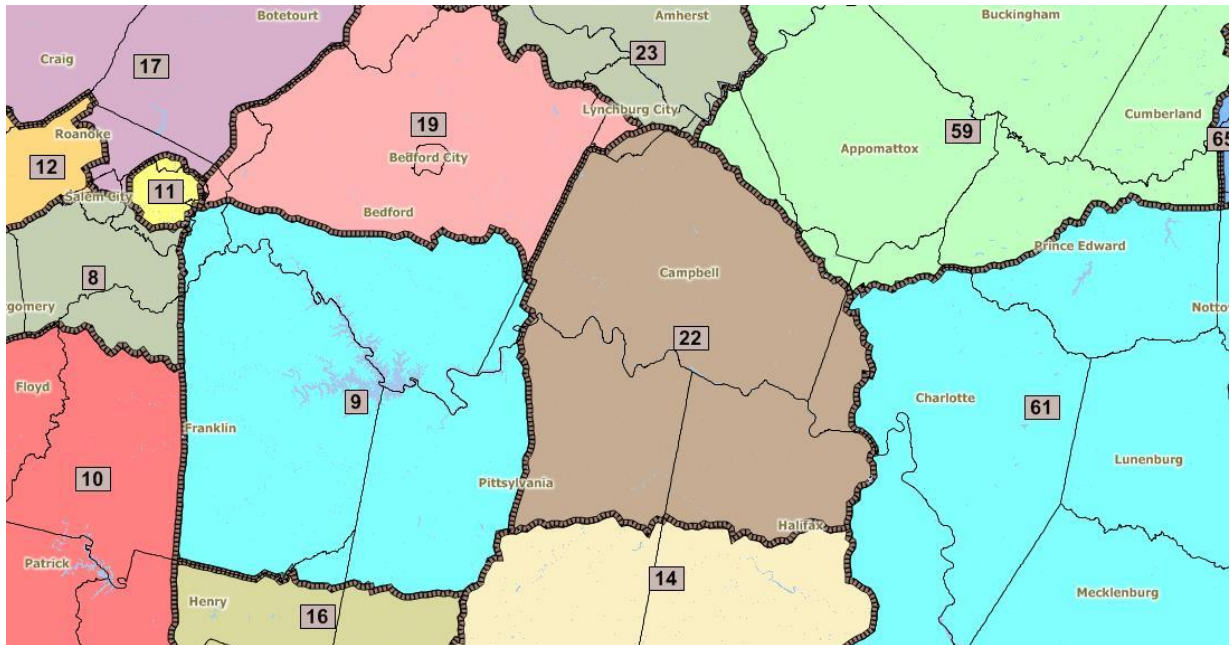 Botetourt
Amherst
Buckingham
Craig
17
23
Lynchburg City
Cumberland
Roanoke
19
59
65
12
Bedford City
Appomattox
11
Salem City
Bedford
Prince Edward
8
Campbell
tgomery
22
Nottow
Floyd
9
Charlotte
61
Franklin
Lunenburg
10
Pittsylvania
Halifax
Patrick
14
Mecklenburg
Henry
16